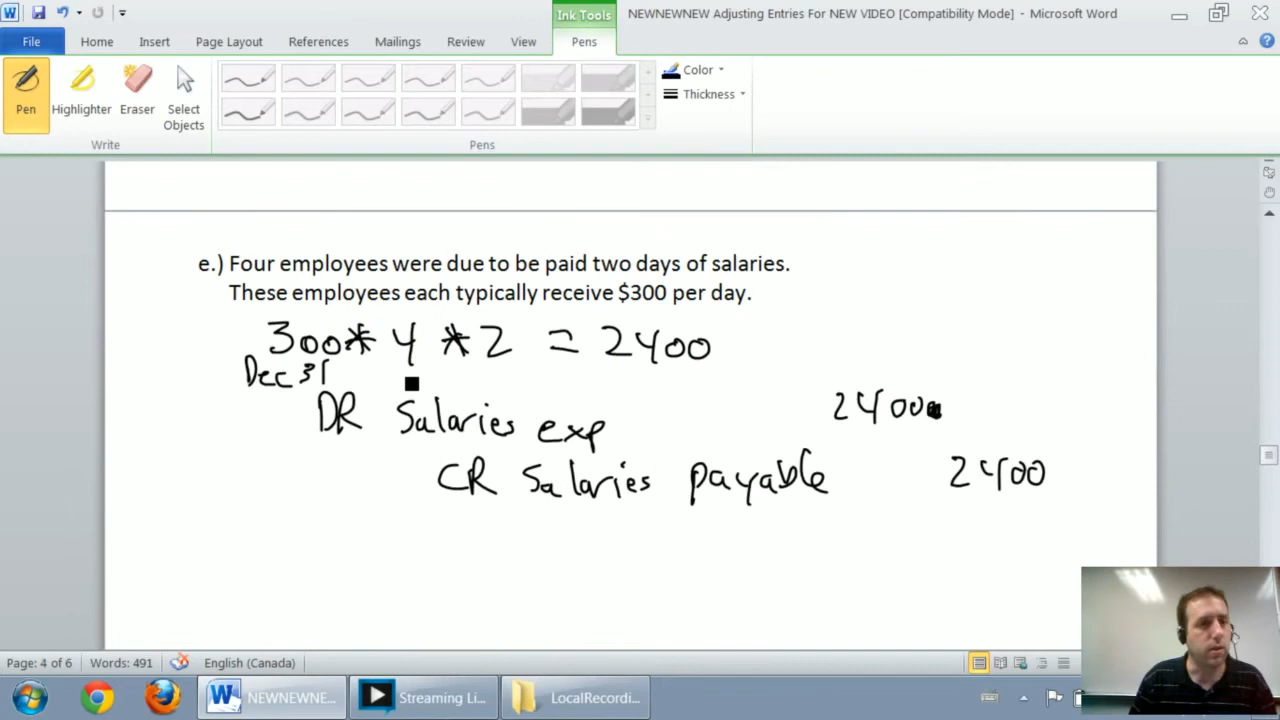 NEWNEWNEW Adjusting Entries For NEW VIDEO [Compatibility Mode] - Microsoft Word
Ink Tools
File Home Insert Page Layout References Mailings Review View Pens
Pen Highlighter Eraser Select Objects
Color
Thickness
Write Pens
e.) Four employees were due to be paid two days of salaries.
These employees each typically receive $300 per day.
300 * 4 * 2 = 2400
Dec 31
DR Salaries exp 2400
CR Salaries payable 2400
Page: 4 of 6 Words: 491 English (Canada)
NEWNEWNE... Streaming Li... LocalRecordi...